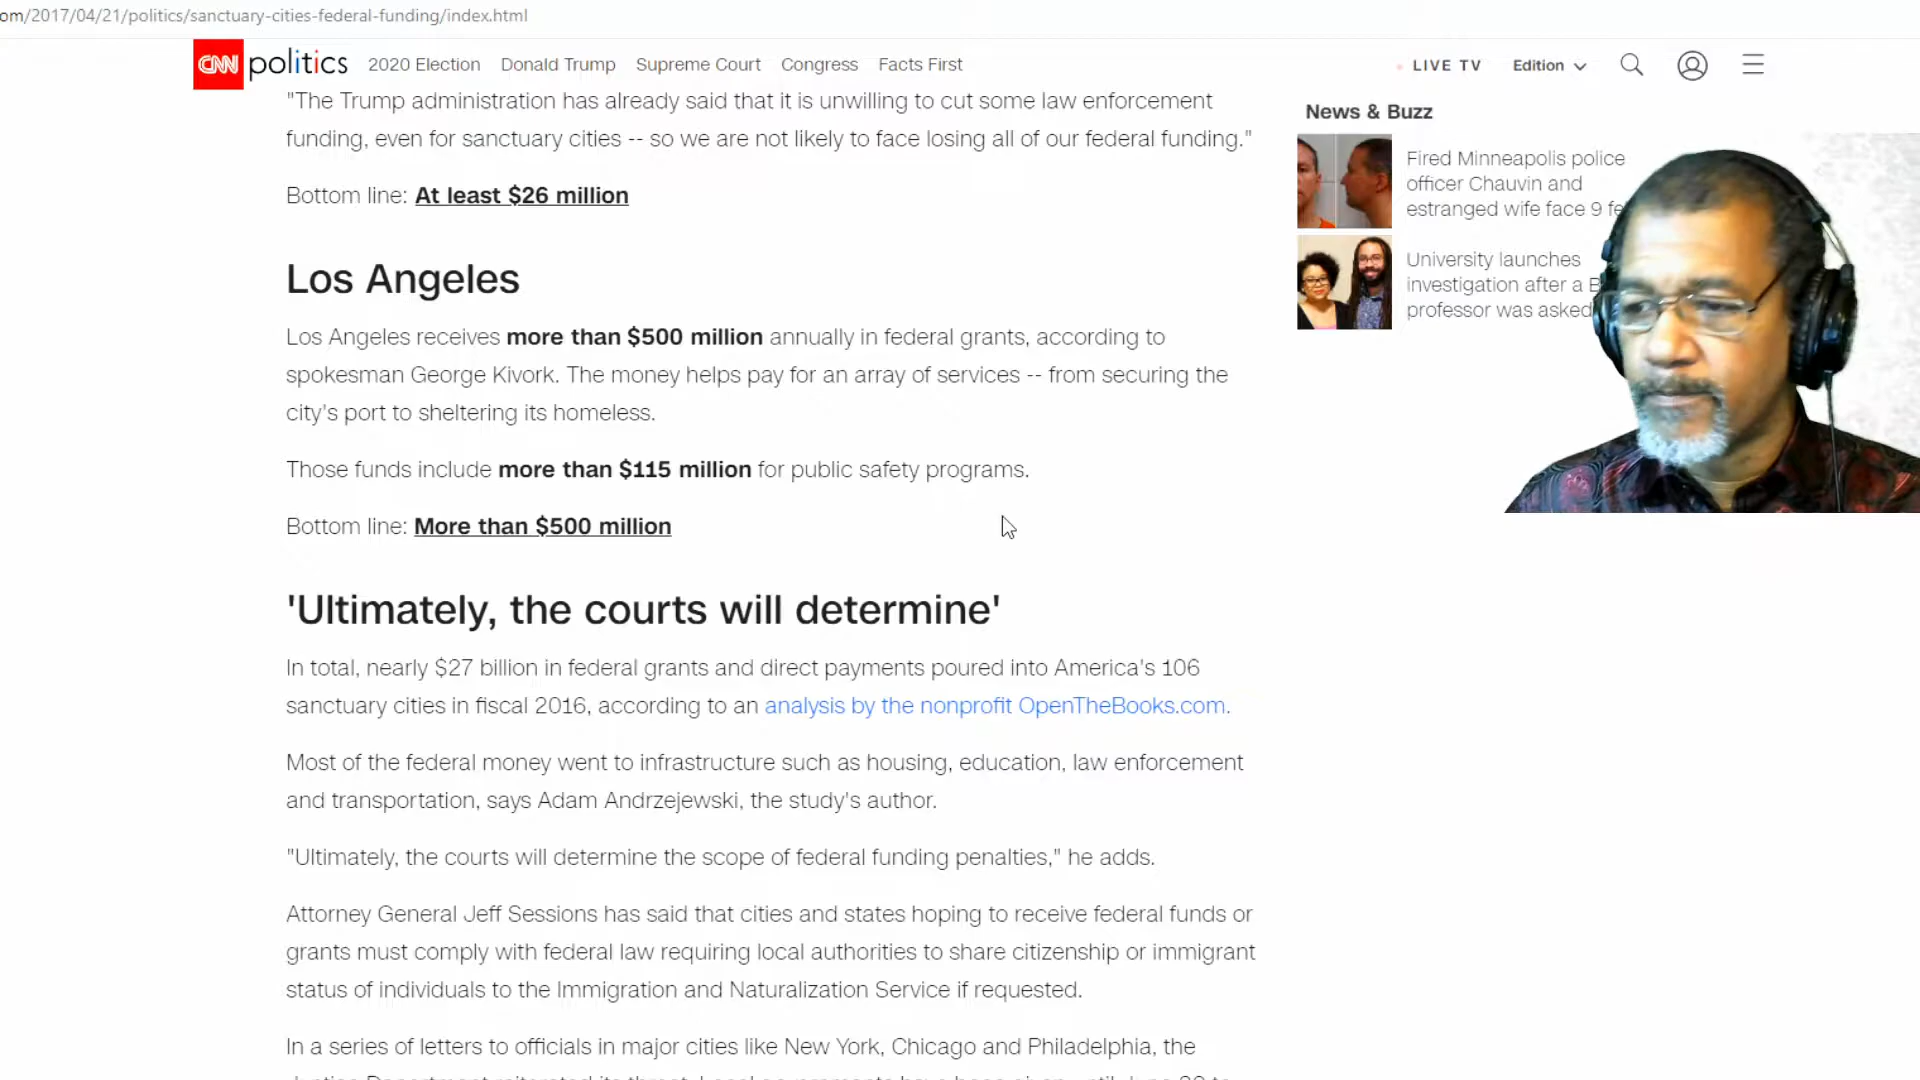 om/2017/04/21/politics/sanctuary-cities-federal-funding/index.html
CNN politics 2020 Election Donald Trump Supreme Court Congress Facts First LIVE TV Edition
"The Trump administration has already said that it is unwilling to cut some law enforcement
funding, even for sanctuary cities -- so we are not likely to face losing all of our federal funding."
Bottom line: At least $26 million
Los Angeles
Los Angeles receives more than $500 million annually in federal grants, according to
spokesman George Kivork. The money helps pay for an array of services -- from securing the
city's port to sheltering its homeless.
Those funds include more than $115 million for public safety programs.
Bottom line: More than $500 million
'Ultimately, the courts will determine'
In total, nearly $27 billion in federal grants and direct payments poured into America's 106
sanctuary cities in fiscal 2016, according to an analysis by the nonprofit OpenTheBooks.com.
Most of the federal money went to infrastructure such as housing, education, law enforcement
and transportation, says Adam Andrzejewski, the study's author.
"Ultimately, the courts will determine the scope of federal funding penalties," he adds.
Attorney General Jeff Sessions has said that cities and states hoping to receive federal funds or
grants must comply with federal law requiring local authorities to share citizenship or immigrant
status of individuals to the Immigration and Naturalization Service if requested.
In a series of letters to officials in major cities like New York, Chicago and Philadelphia, the
News & Buzz
Fired Minneapolis police
officer Chauvin and
estranged wife face 9 fe
University launches
investigation after a B
professor was asked